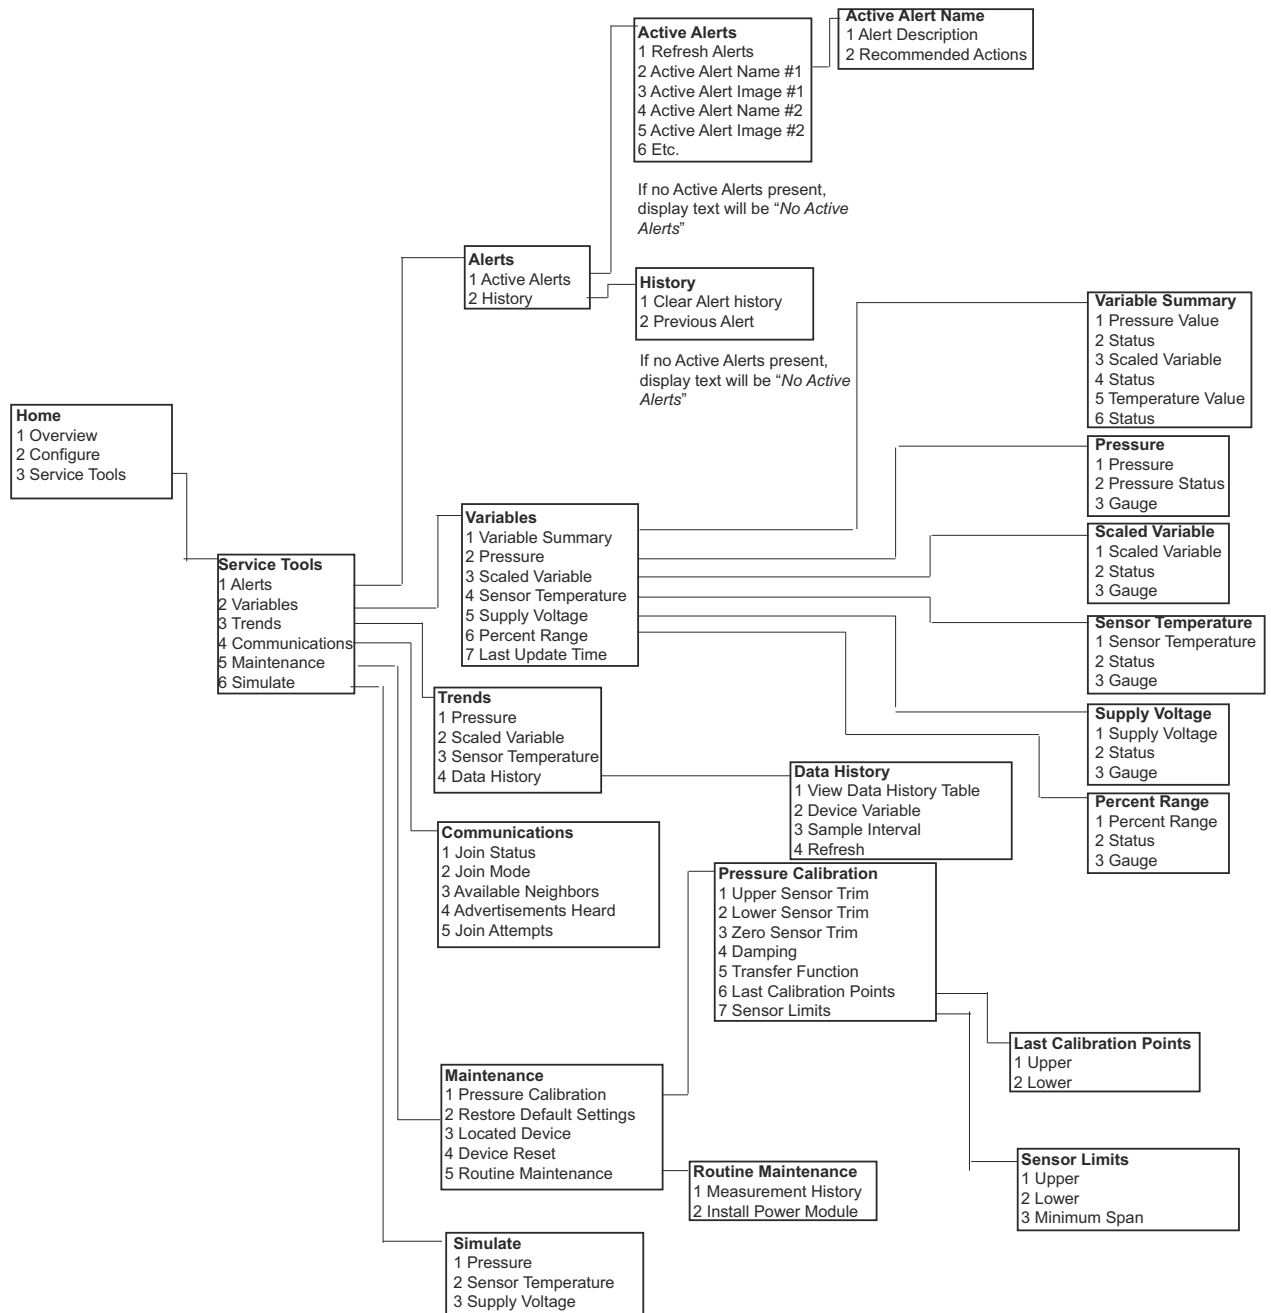 Home
1 Overview
2 Configure
3 Service Tools
Service Tools
1 Alerts
2 Variables
3 Trends
4 Communications
5 Maintenance
6 Simulate
Alerts
1 Active Alerts
2 History
Active Alerts
1 Refresh Alerts
2 Active Alert Name #1
3 Active Alert Image #1
4 Active Alert Name #2
5 Active Alert Image #2
6 Etc.
If no Active Alerts present,
display text will be “No Active
Alerts”
Active Alert Name
1 Alert Description
2 Recommended Actions
History
1 Clear Alert history
2 Previous Alert
If no Active Alerts present,
display text will be “No Active
Alerts”
Variables
1 Variable Summary
2 Pressure
3 Scaled Variable
4 Sensor Temperature
5 Supply Voltage
6 Percent Range
7 Last Update Time
Variable Summary
1 Pressure Value
2 Status
3 Scaled Variable
4 Status
5 Temperature Value
6 Status
Pressure
1 Pressure
2 Pressure Status
3 Gauge
Scaled Variable
1 Scaled Variable
2 Status
3 Gauge
Sensor Temperature
1 Sensor Temperature
2 Status
3 Gauge
Supply Voltage
1 Supply Voltage
2 Status
3 Gauge
Percent Range
1 Percent Range
2 Status
3 Gauge
Trends
1 Pressure
2 Scaled Variable
3 Sensor Temperature
4 Data History
Data History
1 View Data History Table
2 Device Variable
3 Sample Interval
4 Refresh
Communications
1 Join Status
2 Join Mode
3 Available Neighbors
4 Advertisements Heard
5 Join Attempts
Maintenance
1 Pressure Calibration
2 Restore Default Settings
3 Located Device
4 Device Reset
5 Routine Maintenance
Pressure Calibration
1 Upper Sensor Trim
2 Lower Sensor Trim
3 Zero Sensor Trim
4 Damping
5 Transfer Function
6 Last Calibration Points
7 Sensor Limits
Last Calibration Points
1 Upper
2 Lower
Sensor Limits
1 Upper
2 Lower
3 Minimum Span
Routine Maintenance
1 Measurement History
2 Install Power Module
Simulate
1 Pressure
2 Sensor Temperature
3 Supply Voltage